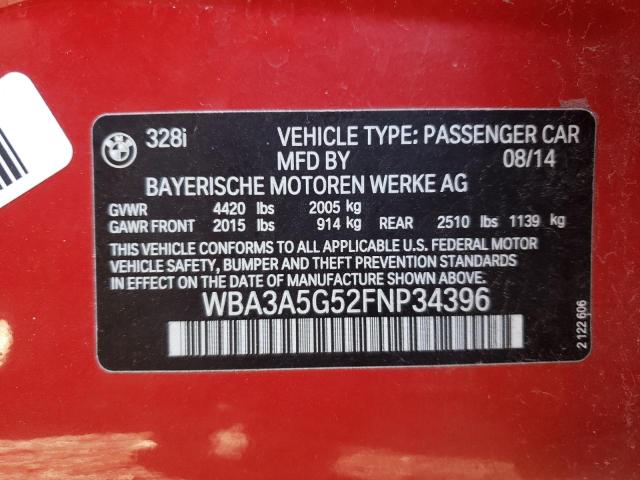 328i VEHICLE TYPE: PASSENGER CAR
MFD BY 08/14
BAYERISCHE MOTOREN WERKE AG
GVWR 4420 lbs 2005 kg
GAWR FRONT 2015 lbs 914 kg REAR 2510 lbs 1139 kg
THIS VEHICLE CONFORMS TO ALL APPLICABLE U.S. FEDERAL MOTOR
VEHICLE SAFETY, BUMPER AND THEFT PREVENTION STANDARDS
IN EFFECT ON THE DATE OF MANUFACTURE SHOWN ABOVE
WBA3A5G52FNP34396
2 122 606